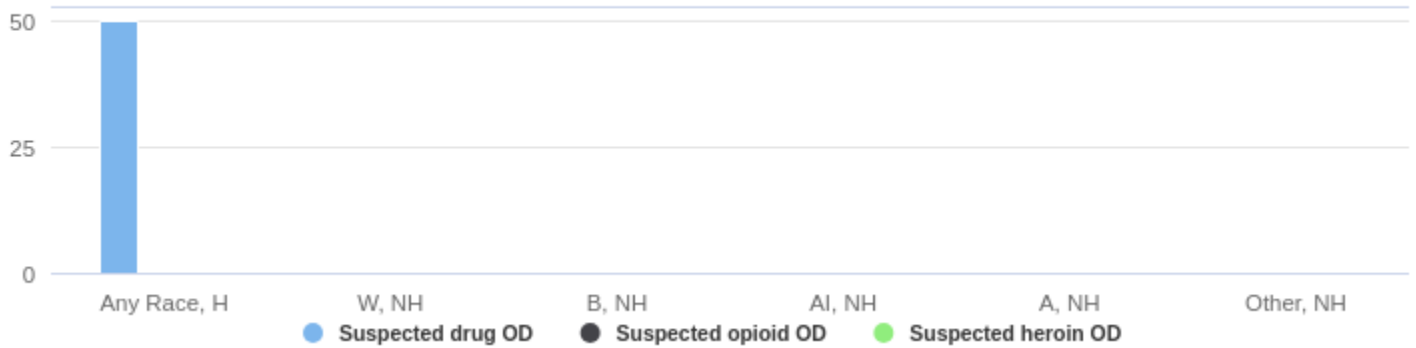 50
25
0
Any Race, H W, NH B, NH AI, NH A, NH Other, NH
Suspected drug OD Suspected opioid OD Suspected heroin OD